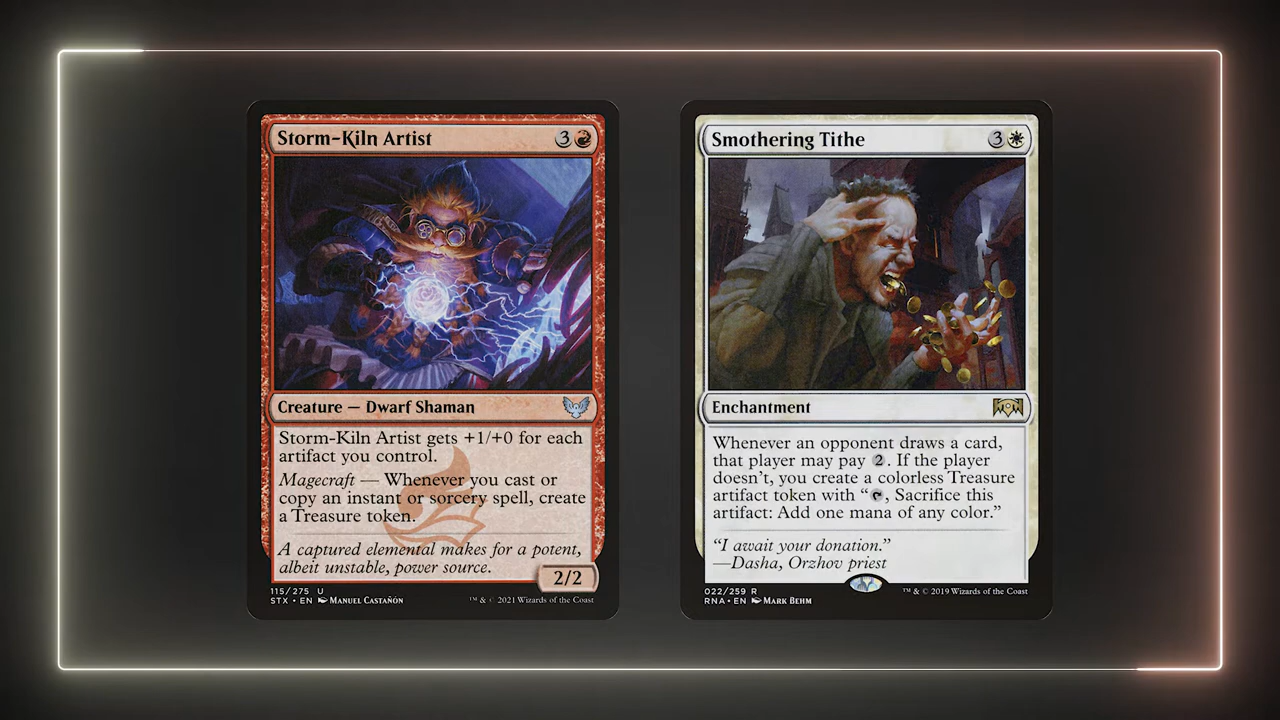 Storm-Kiln Artist
3
Creature — Dwarf Shaman
Storm-Kiln Artist gets +1/+0 for each
artifact you control.
Magecraft — Whenever you cast or
copy an instant or sorcery spell, create
a Treasure token.
A captured elemental makes for a potent,
albeit unstable, power source.
2/2
115/275 U
STX • EN Manuel Castañón
™ & © 2021 Wizards of the Coast
Smothering Tithe
3
Enchantment
Whenever an opponent draws a card,
that player may pay 2. If the player
doesn't, you create a colorless Treasure
artifact token with “, Sacrifice this
artifact: Add one mana of any color.”
“I await your donation.”
—Dasha, Orzhov priest
022/259 R
RNA • EN Mark Behm
™ & © 2019 Wizards of the Coast